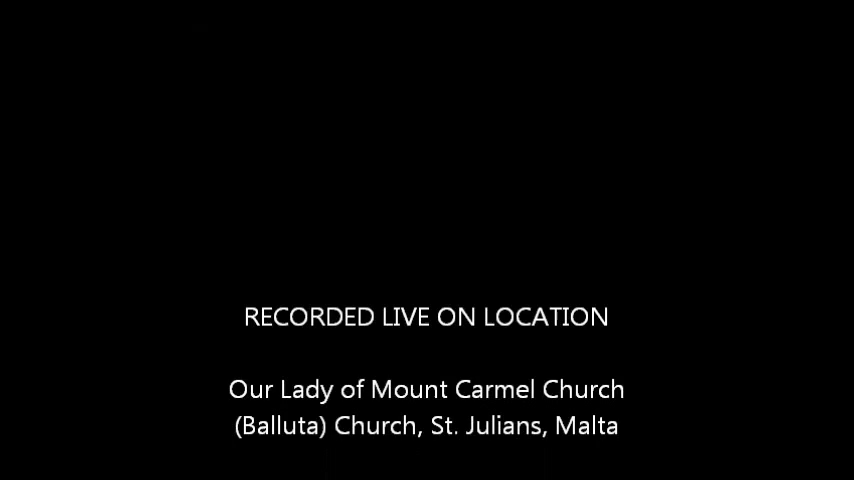 RECORDED LIVE ON LOCATION
Our Lady of Mount Carmel Church
(Balluta) Church, St. Julians, Malta